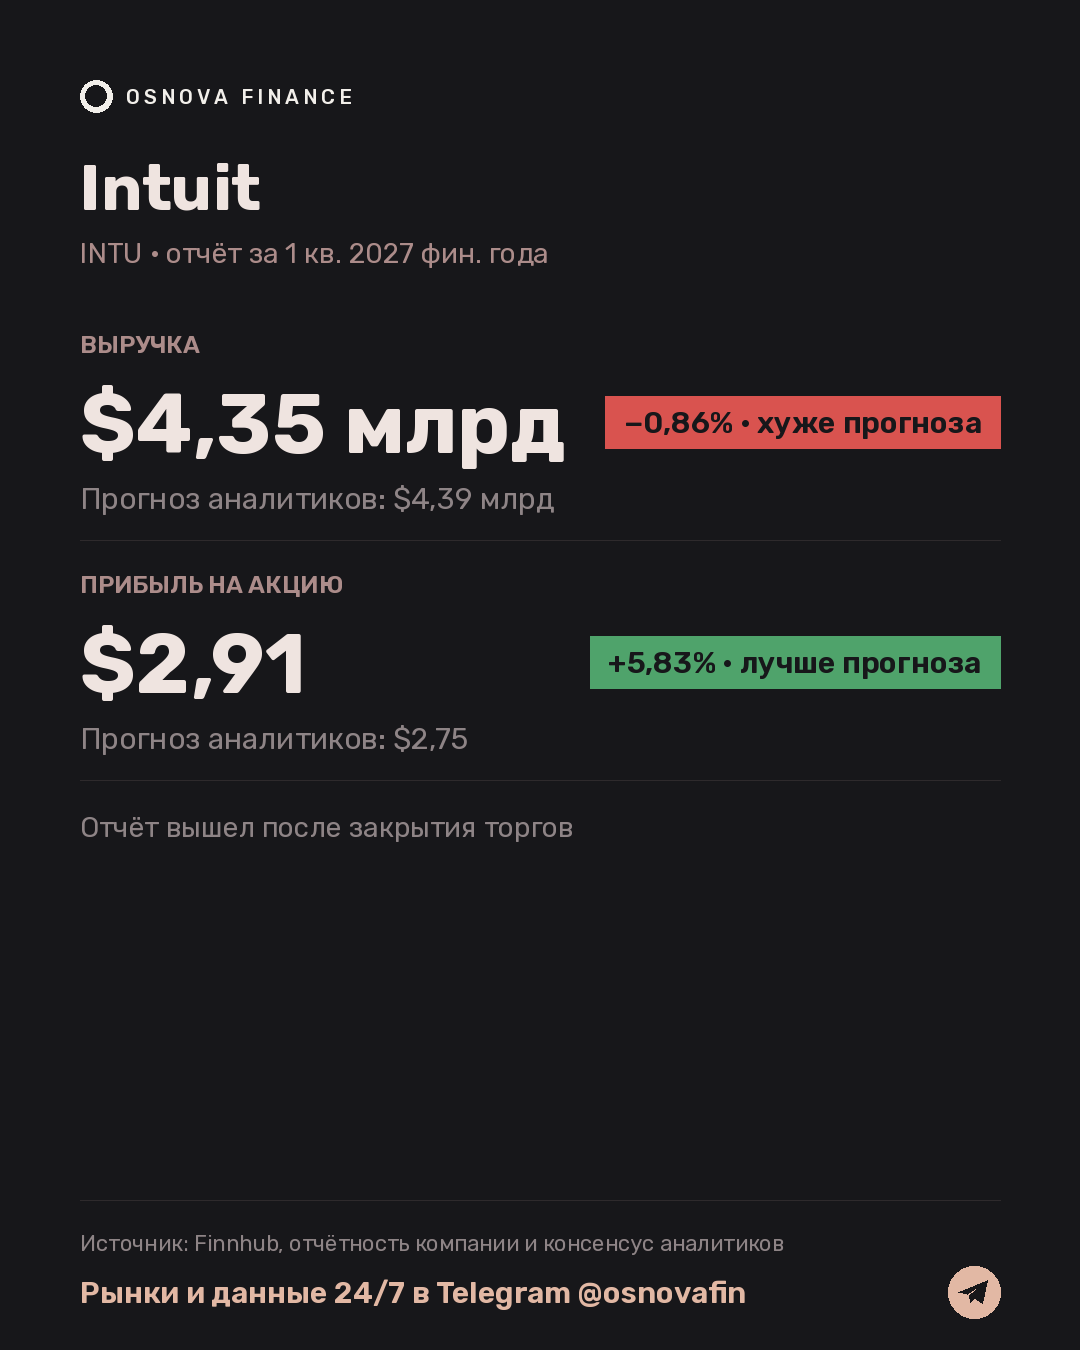 OSNOVA FINANCE
Intuit
INTU • отчёт за 1 кв. 2027 фин. года
ВЫРУЧКА
$4,35 млрд
−0,86% • хуже прогноза
Прогноз аналитиков: $4,39 млрд
ПРИБЫЛЬ НА АКЦИЮ
$2,91
+5,83% • лучше прогноза
Прогноз аналитиков: $2,75
Отчёт вышел после закрытия торгов
Источник: Finnhub, отчётность компании и консенсус аналитиков
Рынки и данные 24/7 в Telegram @osnovafin